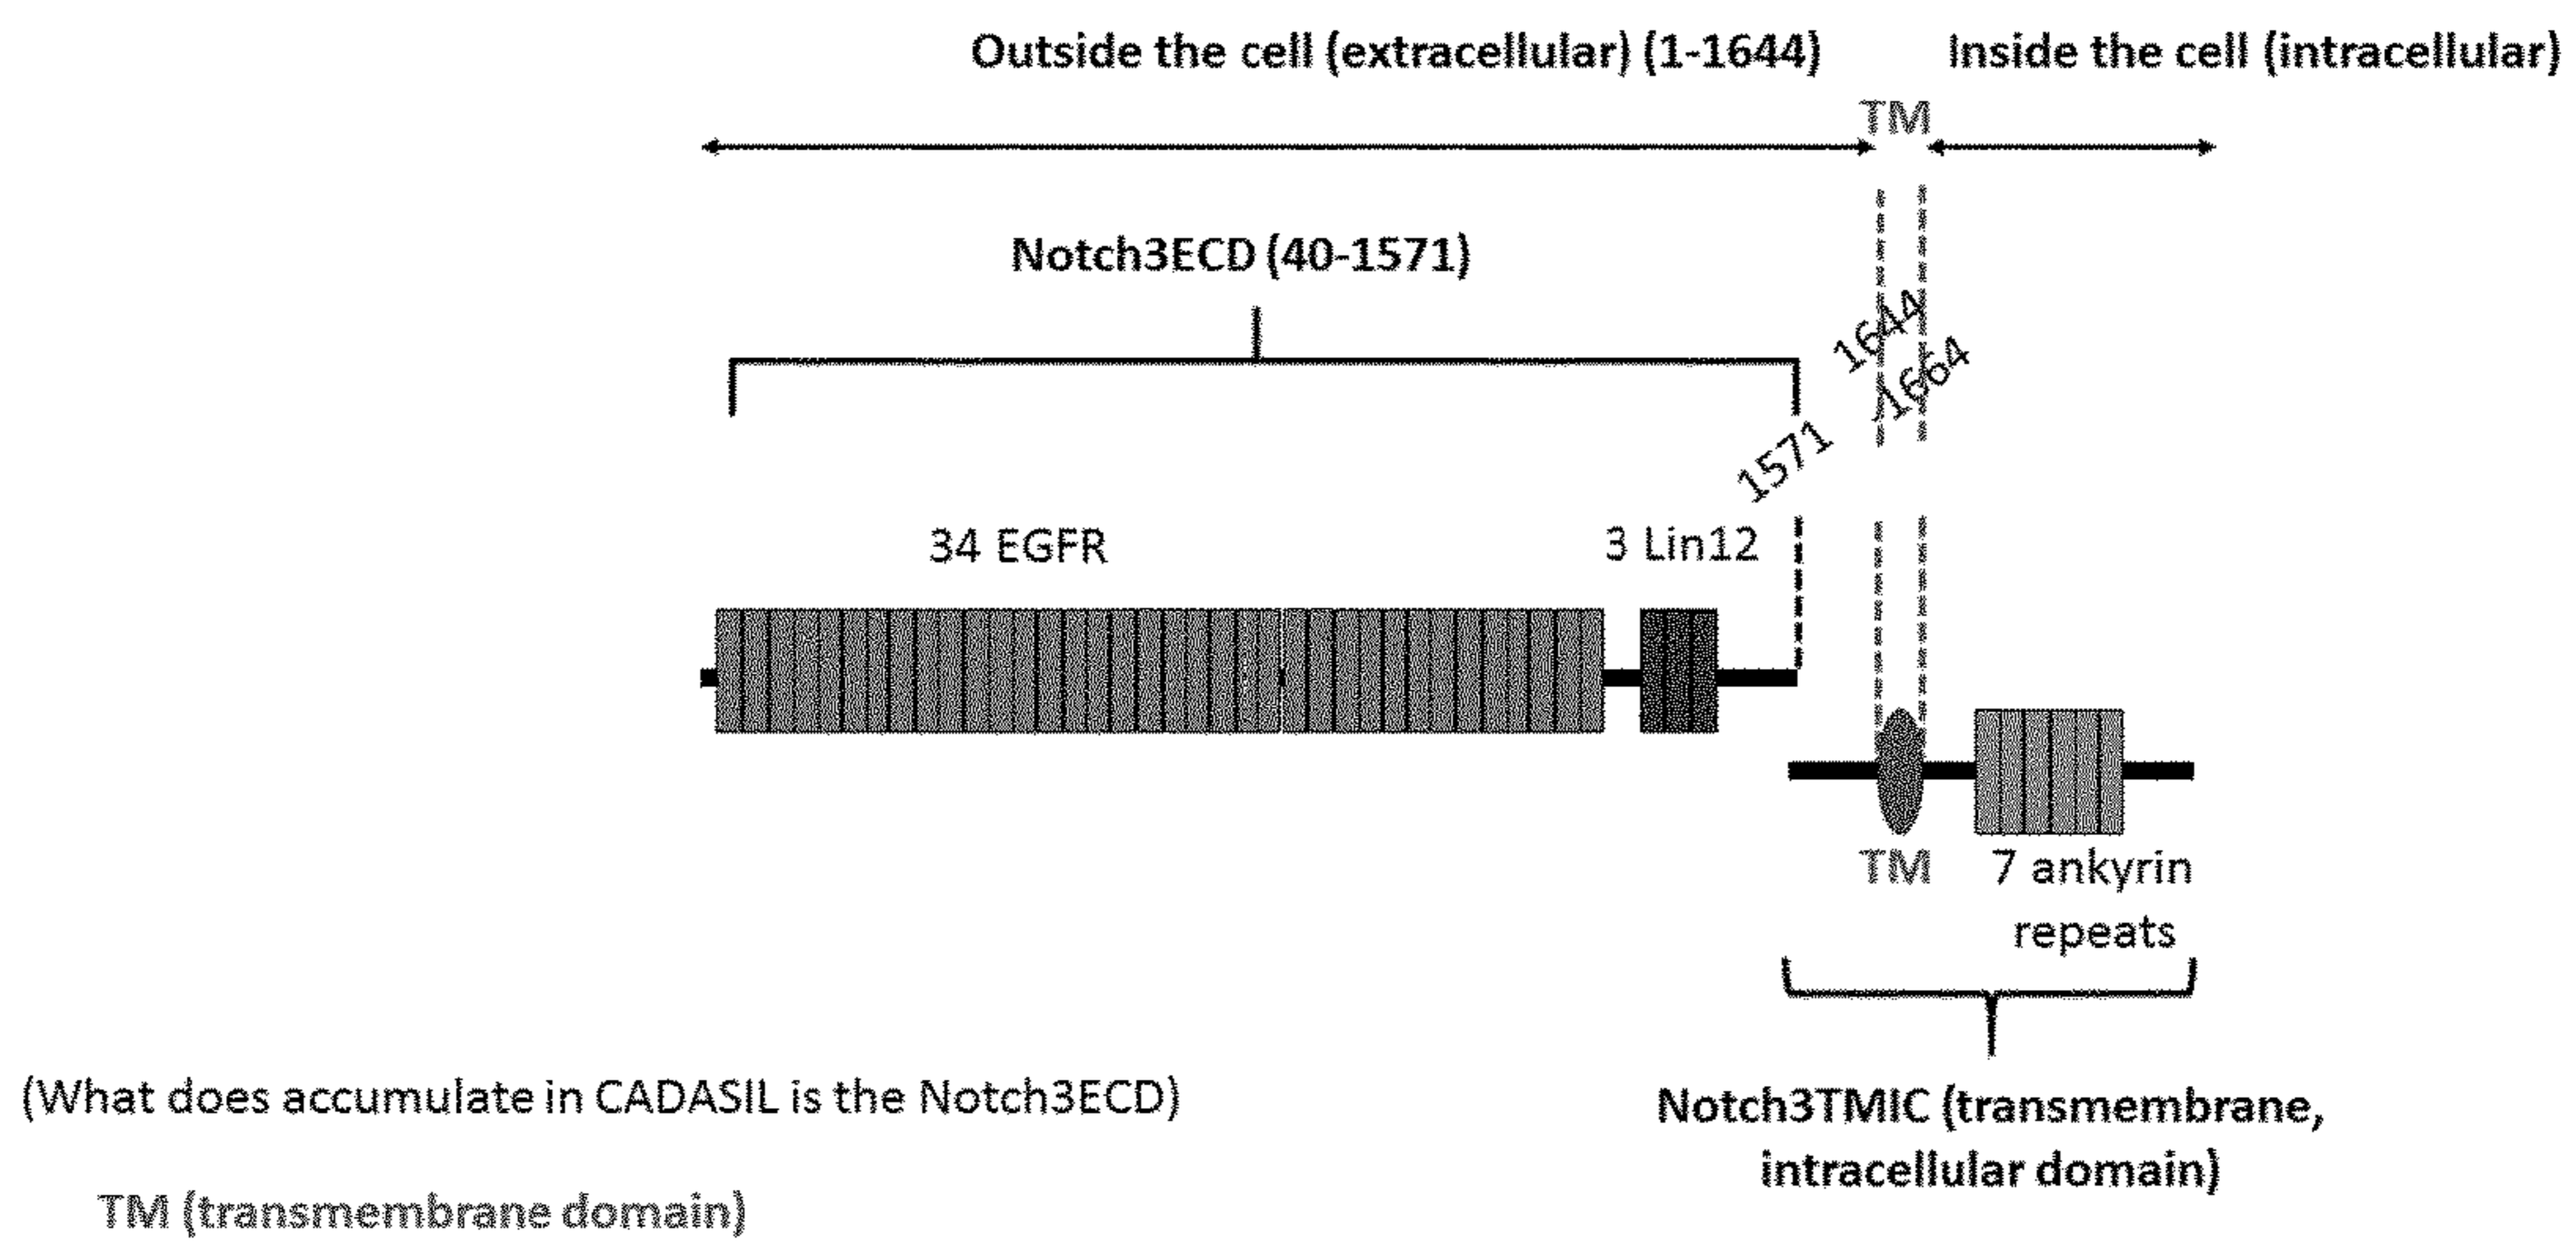 Outside the cell (extracellular) (1-1644)
Inside the cell (intracellular)
TM
Notch3ECD (40-1571)
1644
1664
1571
34 EGFR
3 Lin12
TM
7 ankyrin
repeats
(What does accumulate in CADASIL is the Notch3ECD)
Notch3TMIC (transmembrane,
intracellular domain)
TM (transmembrane domain)